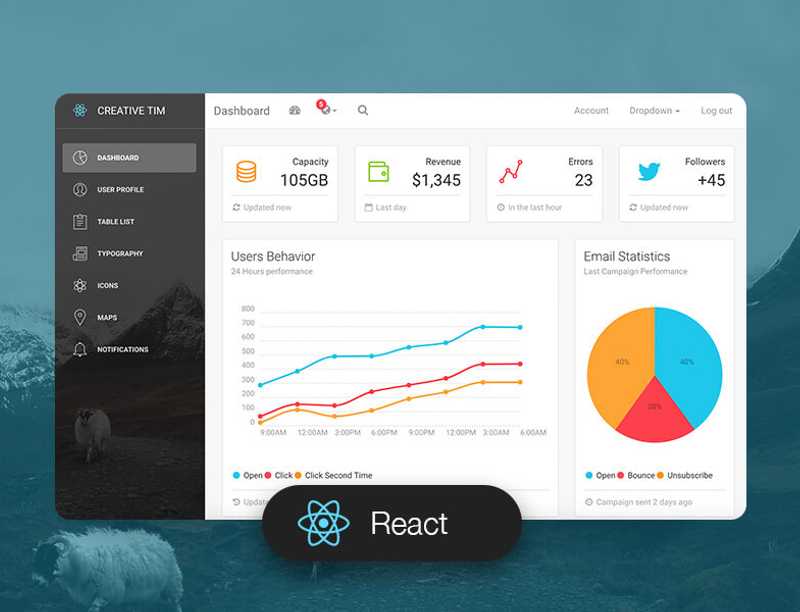 CREATIVE TIM
DASHBOARD
USER PROFILE
TABLE LIST
TYPOGRAPHY
ICONS
MAPS
NOTIFICATIONS
Dashboard 5 Account Dropdown Log out
Capacity
105GB
Updated now
Revenue
$1,345
Last day
Errors
23
In the last hour
Followers
+45
Updated now
Users Behavior
24 Hours performance
800
700
600
500
400
300
200
100
0
9:00AM 12:00AM 3:00PM 6:00PM 9:00PM 12:00PM 3:00AM 6:00AM
Open Click Click Second Time
Email Statistics
Last Campaign Performance
40% 40%
20%
Open Bounce Unsubscribe
Campaign sent 2 days ago
React